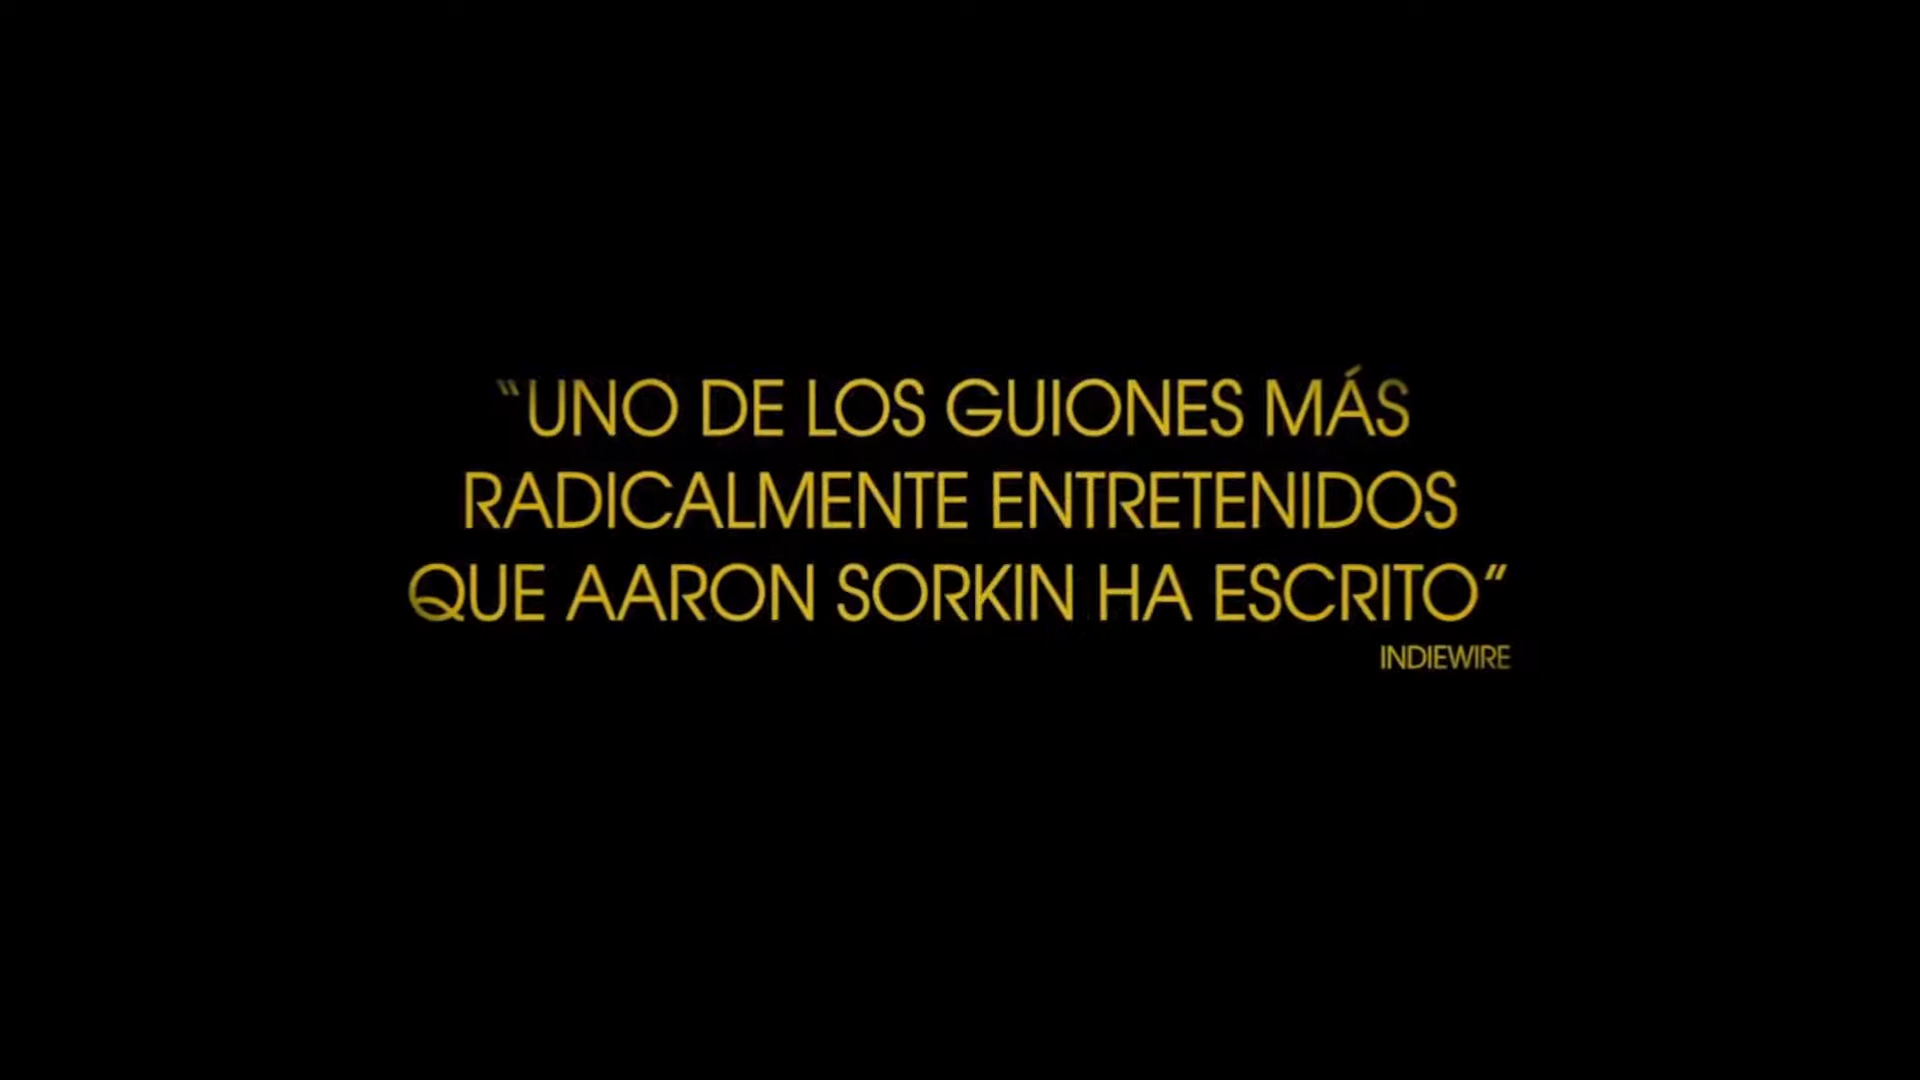 “UNO DE LOS GUIONES MÁS
RADICALMENTE ENTRETENIDOS
QUE AARON SORKIN HA ESCRITO”
INDIEWIRE